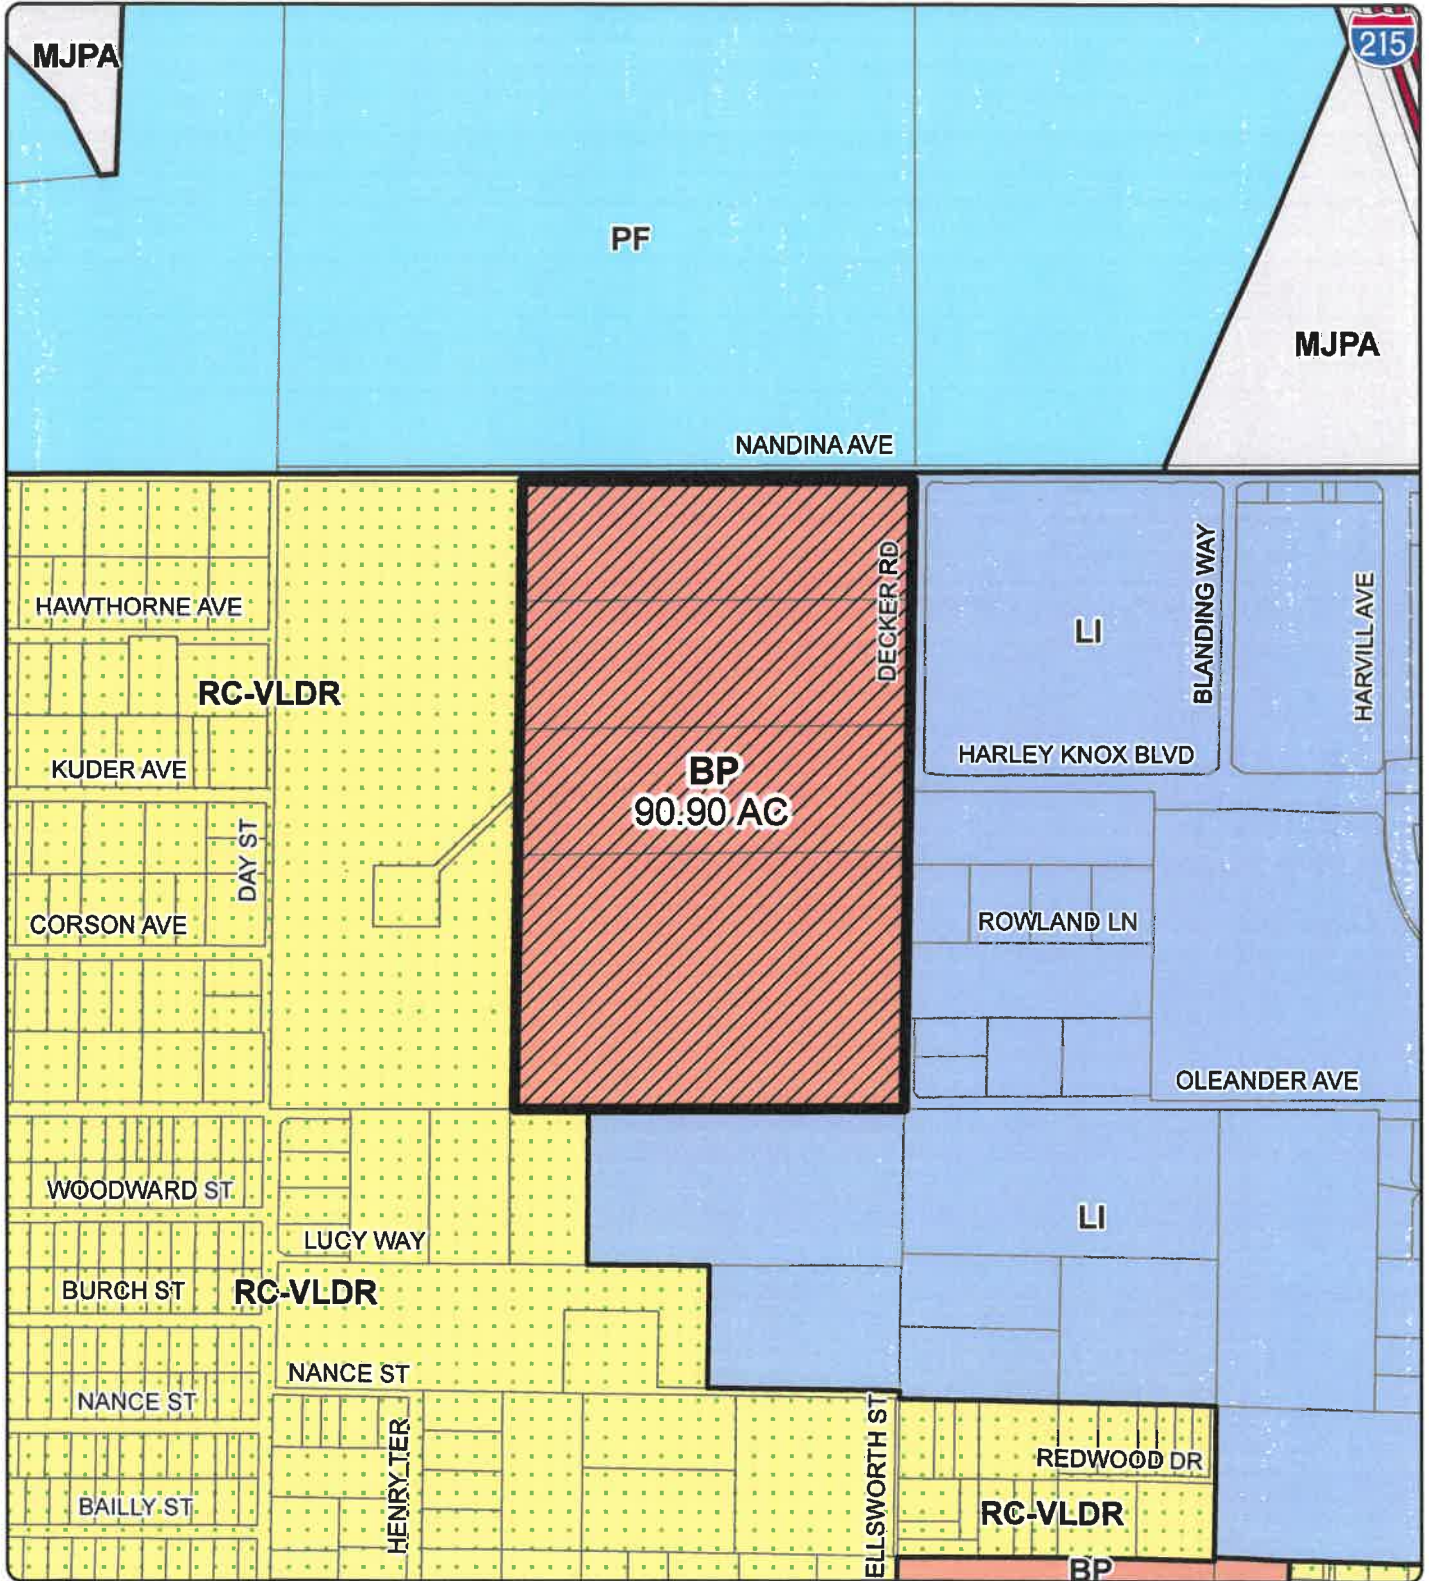 MJPA
215
PF
MJPA
NANDINA AVE
DECKER RD
BLANDING WAY
HARVILL AVE
LI
HAWTHORNE AVE
RC-VLDR
HARLEY KNOX BLVD
KUDER AVE
BP
90.90 AC
DAY ST
CORSON AVE
ROWLAND LN
OLEANDER AVE
WOODWARD ST
LI
LUCY WAY
BURCH ST
RC-VLDR
NANCE ST
NANCE ST
HENRY TER
ELLSWORTH ST
REDWOOD DR
BAILLY ST
RC-VLDR
BP